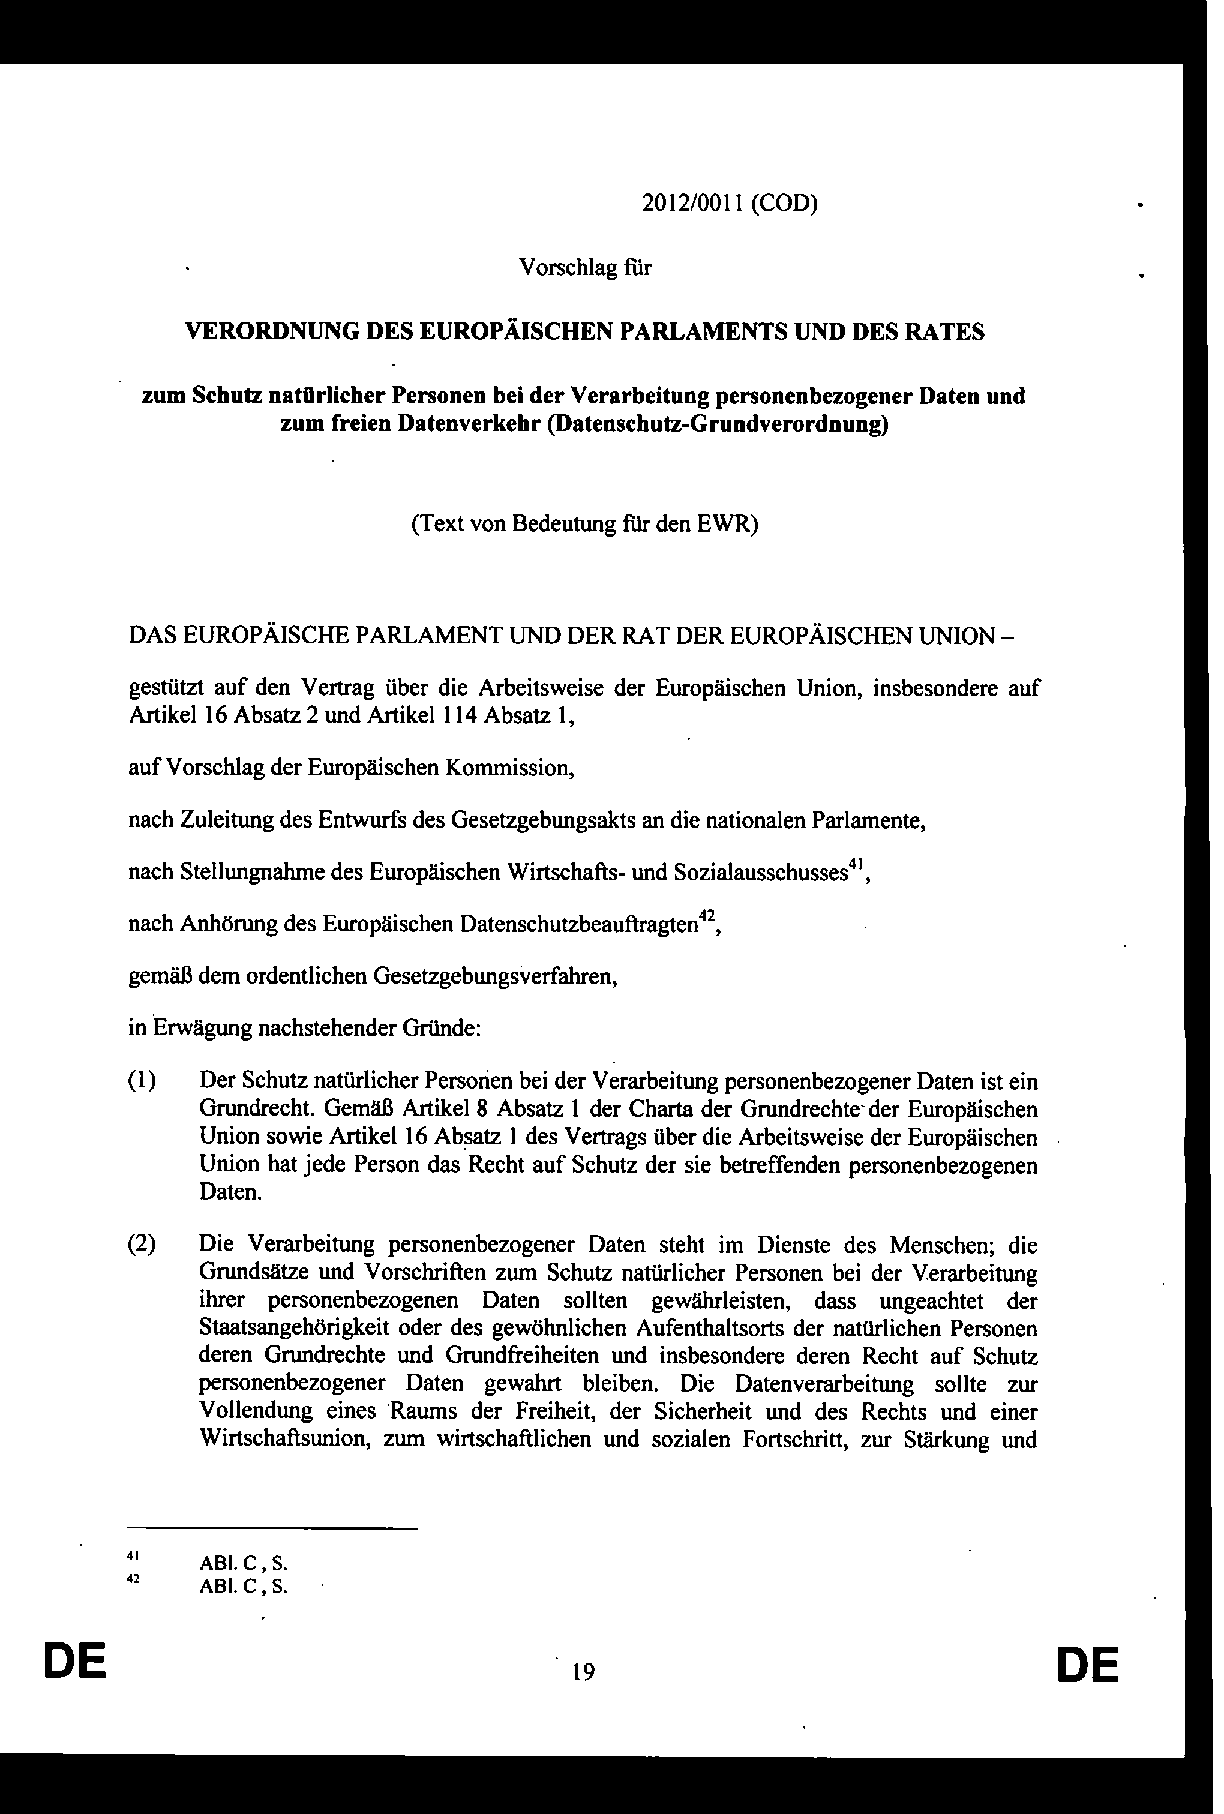 2012/0011 (COD)
Vorschlag für
VERORDNUNG DES EUROPÄISCHEN PARLAMENTS UND DES RATES
zum Schutz natürlicher Personen bei der Verarbeitung personenbezogener Daten und
zum freien Datenverkehr (Datenschutz-Grundverordnung)
(Text von Bedeutung für den EWR)
DAS EUROPÄISCHE PARLAMENT UND DER RAT DER EUROPÄISCHEN UNION –
gestützt auf den Vertrag über die Arbeitsweise der Europäischen Union, insbesondere auf
Artikel 16 Absatz 2 und Artikel 114 Absatz 1,
auf Vorschlag der Europäischen Kommission,
nach Zuleitung des Entwurfs des Gesetzgebungsakts an die nationalen Parlamente,
nach Stellungnahme des Europäischen Wirtschafts- und Sozialausschusses41,
nach Anhörung des Europäischen Datenschutzbeauftragten42,
gemäß dem ordentlichen Gesetzgebungsverfahren,
in Erwägung nachstehender Gründe:
(1) Der Schutz natürlicher Personen bei der Verarbeitung personenbezogener Daten ist ein
Grundrecht. Gemäß Artikel 8 Absatz 1 der Charta der Grundrechte der Europäischen
Union sowie Artikel 16 Absatz 1 des Vertrags über die Arbeitsweise der Europäischen
Union hat jede Person das Recht auf Schutz der sie betreffenden personenbezogenen
Daten.
(2) Die Verarbeitung personenbezogener Daten steht im Dienste des Menschen; die
Grundsätze und Vorschriften zum Schutz natürlicher Personen bei der Verarbeitung
ihrer personenbezogenen Daten sollten gewährleisten, dass ungeachtet der
Staatsangehörigkeit oder des gewöhnlichen Aufenthaltsorts der natürlichen Personen
deren Grundrechte und Grundfreiheiten und insbesondere deren Recht auf Schutz
personenbezogener Daten gewahrt bleiben. Die Datenverarbeitung sollte zur
Vollendung eines Raums der Freiheit, der Sicherheit und des Rechts und einer
Wirtschaftsunion, zum wirtschaftlichen und sozialen Fortschritt, zur Stärkung und
41 ABl. C , S.
42 ABl. C , S.
DE 19 DE